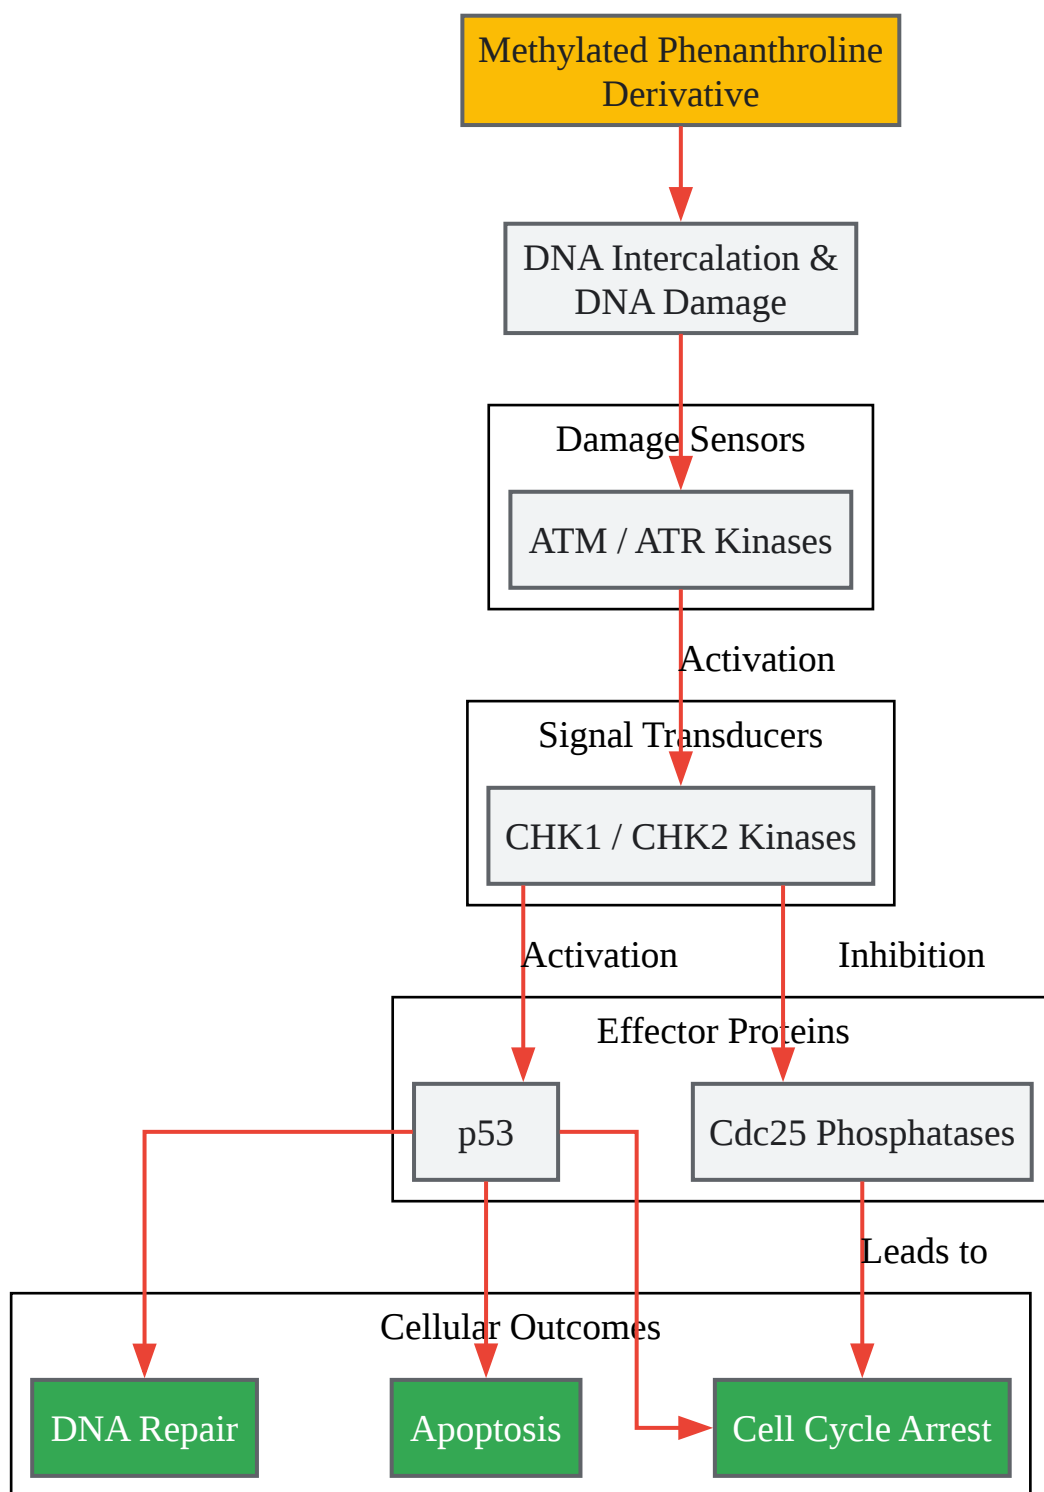 Methylated Phenanthroline
Derivative
DNA Intercalation &
DNA Damage
Damage Sensors
ATM / ATR Kinases
Activation
Signal Transducers
CHK1 / CHK2 Kinases
Activation
Inhibition
Effector Proteins
p53
Cdc25 Phosphatases
Leads to
Cellular Outcomes
DNA Repair
Apoptosis
Cell Cycle Arrest